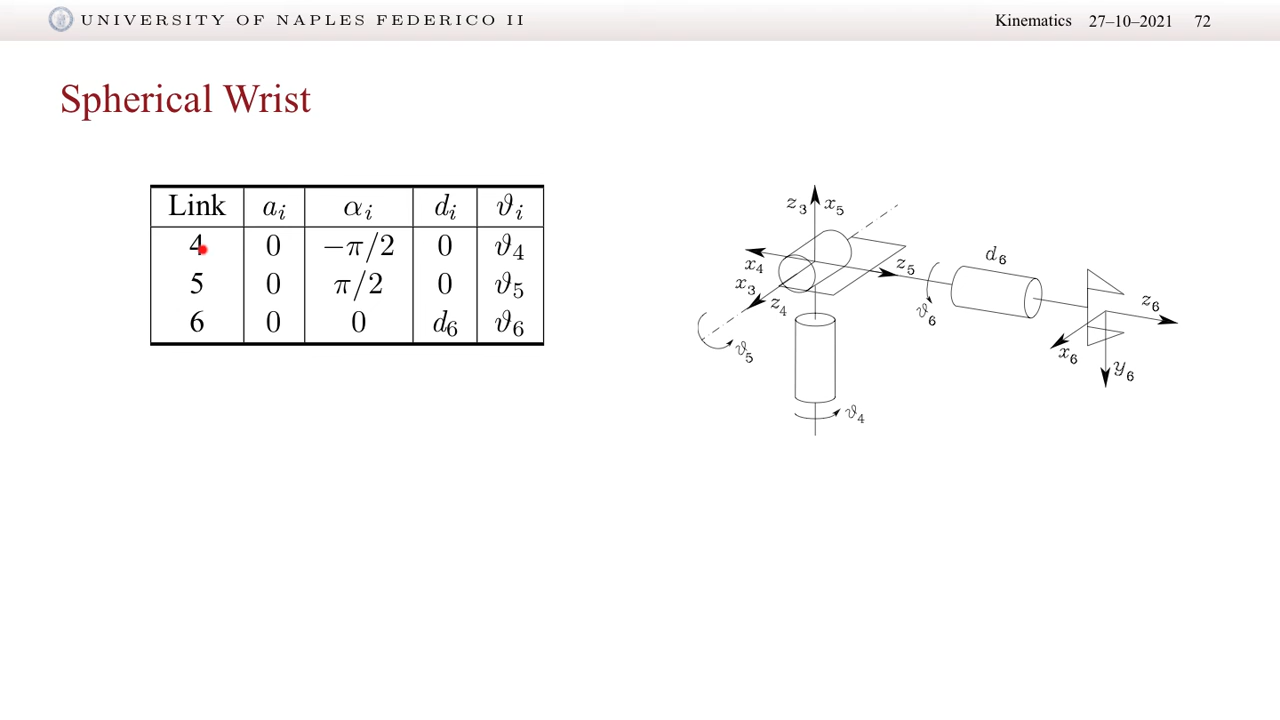 UNIVERSITY OF NAPLES FEDERICO II
Kinematics 27–10–2021 72
Spherical Wrist
Link aᵢ αᵢ dᵢ ϑᵢ
4 0 −π/2 0 ϑ₄
5 0 π/2 0 ϑ₅
6 0 0 d₆ ϑ₆
z₃ x₅
x₄
z₅
d₆
x₃
z₄
ϑ₆
z₆
ϑ₅
x₆
y₆
ϑ₄